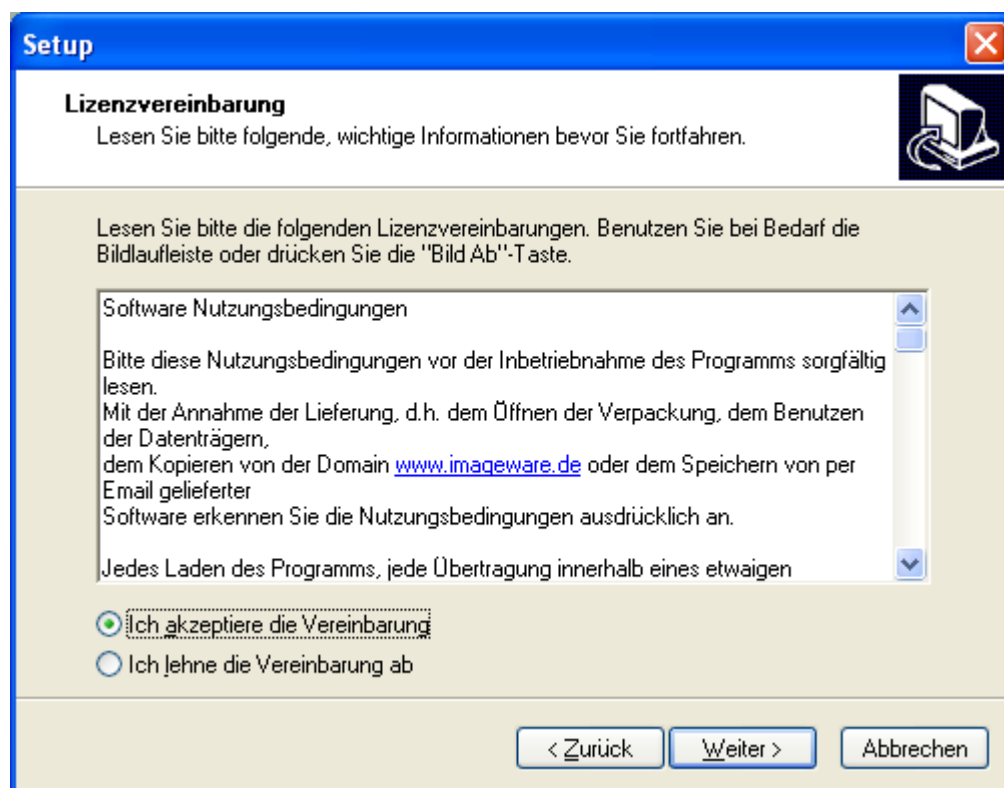 Setup
Lizenzvereinbarung
Lesen Sie bitte folgende, wichtige Informationen bevor Sie fortfahren.
Lesen Sie bitte die folgenden Lizenzvereinbarungen. Benutzen Sie bei Bedarf die
Bildlaufleiste oder drücken Sie die "Bild Ab"-Taste.
Software Nutzungsbedingungen
Bitte diese Nutzungsbedingungen vor der Inbetriebnahme des Programms sorgfältig
lesen.
Mit der Annahme der Lieferung, d.h. dem Öffnen der Verpackung, dem Benutzen
der Datenträgern,
dem Kopieren von der Domain www.imageware.de oder dem Speichern von per
Email gelieferter
Software erkennen Sie die Nutzungsbedingungen ausdrücklich an.
Jedes Laden des Programms, jede Übertragung innerhalb eines etwaigen
Ich akzeptiere die Vereinbarung
Ich lehne die Vereinbarung ab
< Zurück
Weiter >
Abbrechen